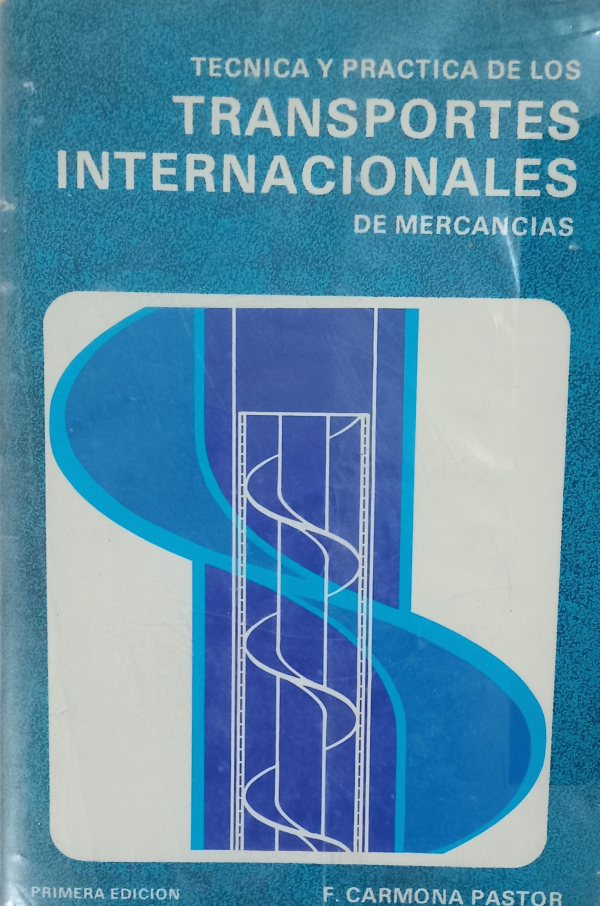 TECNICA Y PRACTICA DE LOS
TRANSPORTES
INTERNACIONALES
DE MERCANCIAS
PRIMERA EDICION
F. CARMONA PASTOR